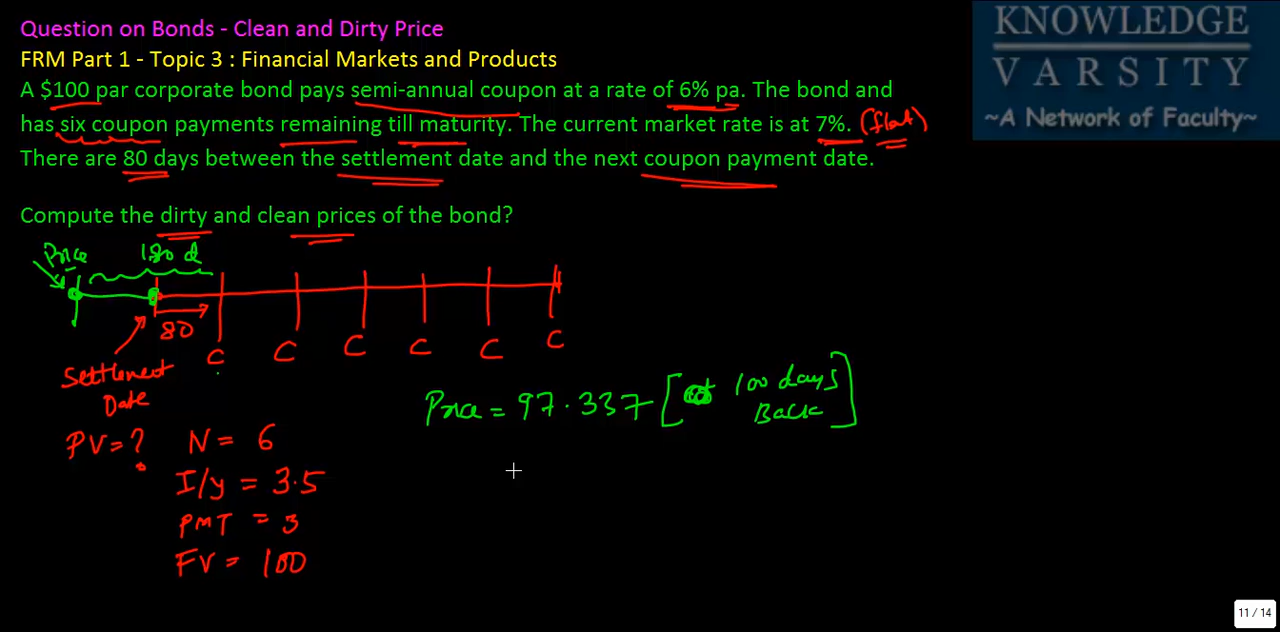 Question on Bonds - Clean and Dirty Price
FRM Part 1 - Topic 3 : Financial Markets and Products
A $100 par corporate bond pays semi-annual coupon at a rate of 6% pa. The bond and
has six coupon payments remaining till maturity. The current market rate is at 7%. (flat)
There are 80 days between the settlement date and the next coupon payment date.
Compute the dirty and clean prices of the bond?
KNOWLEDGE
VARSITY
~A Network of Faculty~
Price 180 d
80
C C C C C C
Settlement
Date
Price = 97.337 [ 100 days
Back ]
PV = ? N = 6
I/y = 3.5
PMT = 3
FV = 100
11 / 14